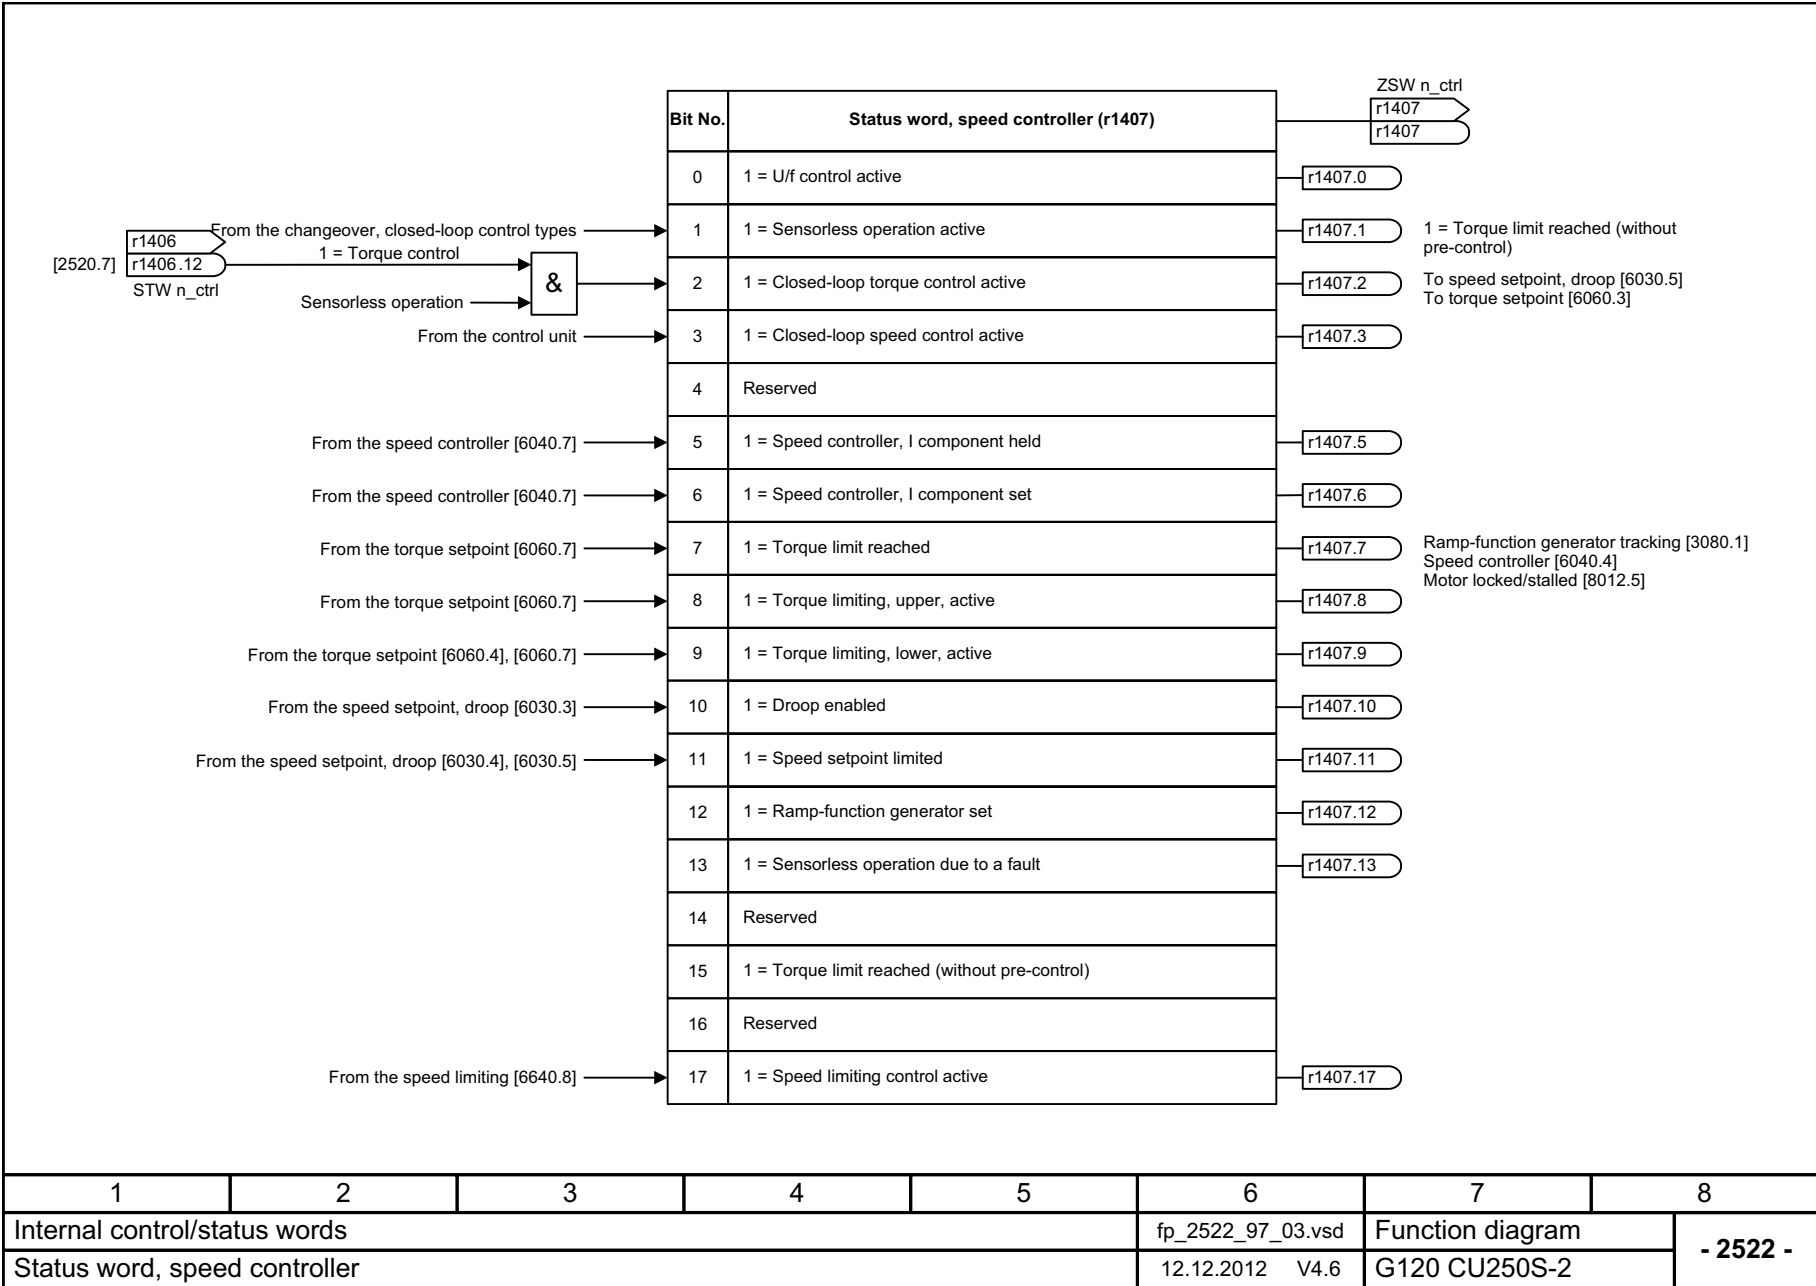 ZSW n_ctrl
r1407
r1407
Bit No. Status word, speed controller (r1407)
0 1 = U/f control active r1407.0
From the changeover, closed-loop control types 1 1 = Sensorless operation active r1407.1 1 = Torque limit reached (without
pre-control)
r1406
1 = Torque control
[2520.7] r1406.12
STW n_ctrl
&
Sensorless operation
2 1 = Closed-loop torque control active r1407.2 To speed setpoint, droop [6030.5]
To torque setpoint [6060.3]
From the control unit 3 1 = Closed-loop speed control active r1407.3
4 Reserved
From the speed controller [6040.7] 5 1 = Speed controller, I component held r1407.5
From the speed controller [6040.7] 6 1 = Speed controller, I component set r1407.6
From the torque setpoint [6060.7] 7 1 = Torque limit reached r1407.7 Ramp-function generator tracking [3080.1]
Speed controller [6040.4]
Motor locked/stalled [8012.5]
From the torque setpoint [6060.7] 8 1 = Torque limiting, upper, active r1407.8
From the torque setpoint [6060.4], [6060.7] 9 1 = Torque limiting, lower, active r1407.9
From the speed setpoint, droop [6030.3] 10 1 = Droop enabled r1407.10
From the speed setpoint, droop [6030.4], [6030.5] 11 1 = Speed setpoint limited r1407.11
12 1 = Ramp-function generator set r1407.12
13 1 = Sensorless operation due to a fault r1407.13
14 Reserved
15 1 = Torque limit reached (without pre-control)
16 Reserved
From the speed limiting [6640.8] 17 1 = Speed limiting control active r1407.17
1 2 3 4 5 6 7 8
Internal control/status words fp_2522_97_03.vsd Function diagram
- 2522 -
Status word, speed controller 12.12.2012 V4.6 G120 CU250S-2